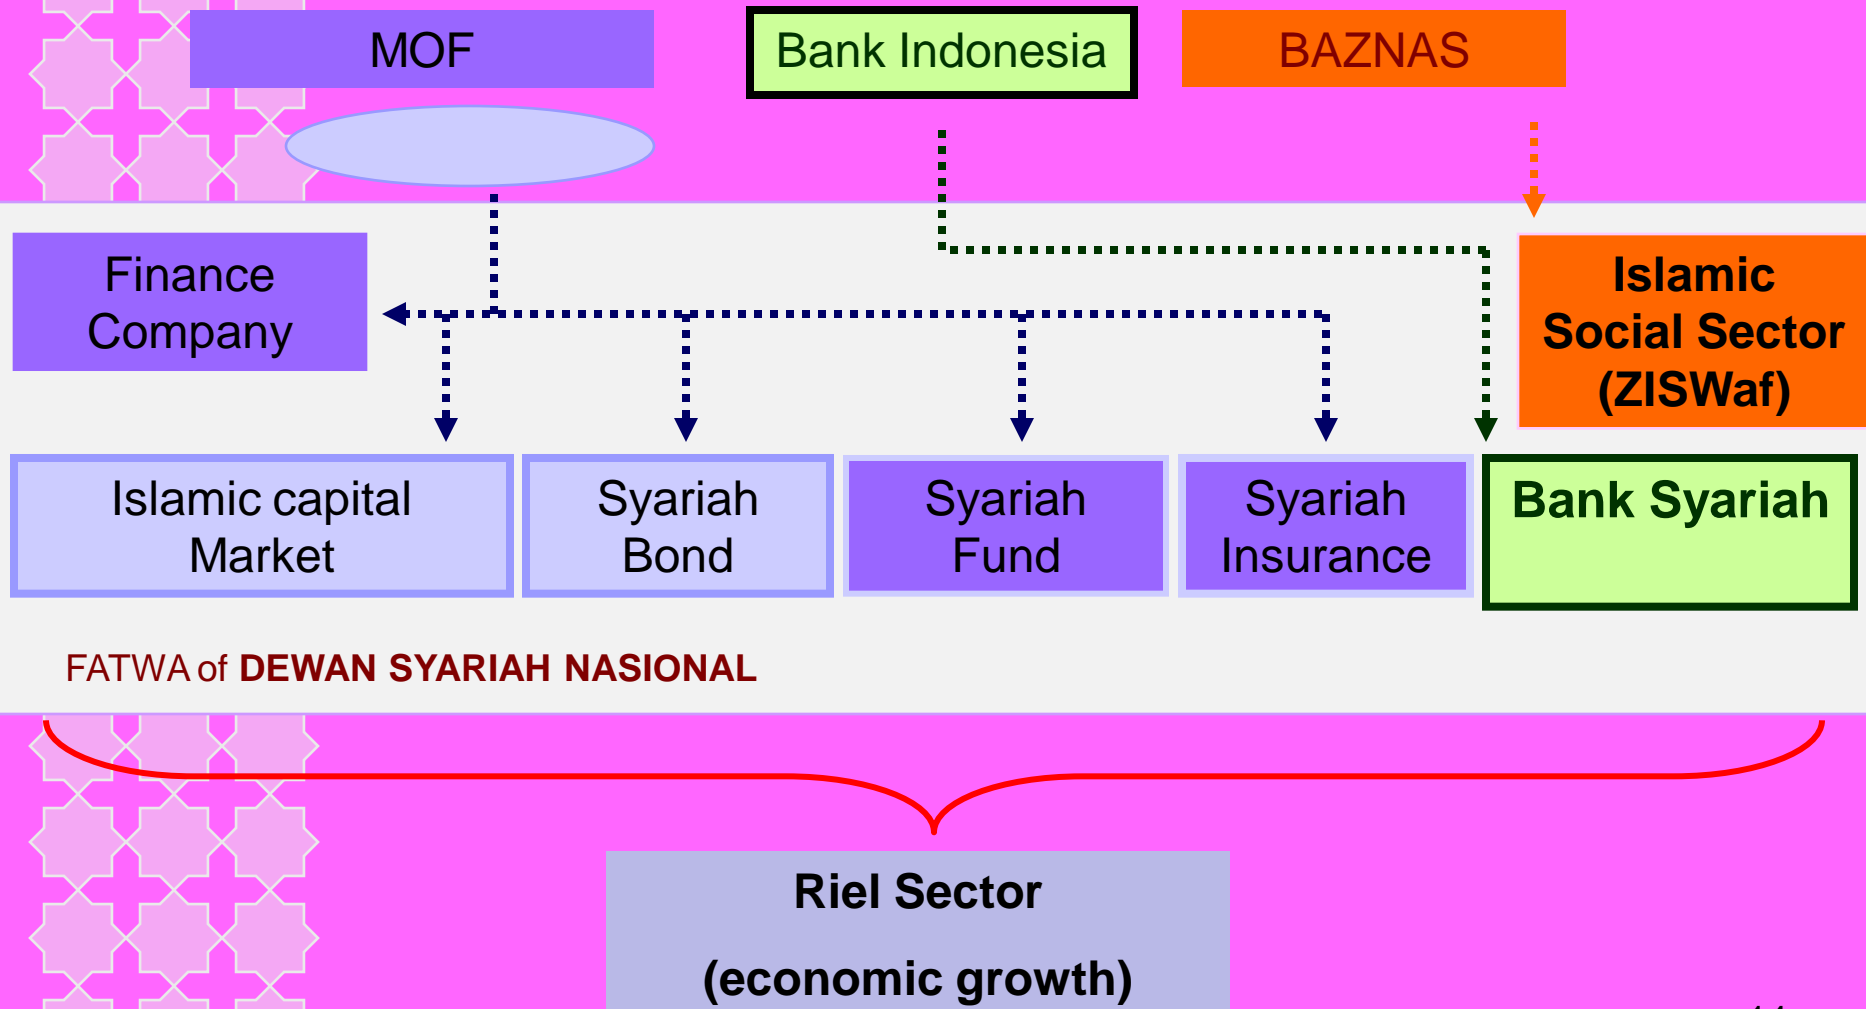 MOF
Bank Indonesia
BAZNAS
Finance
Company
Islamic
Social Sector
(ZISWaf)
Islamic capital
Market
Syariah
Bond
Syariah
Fund
Syariah
Insurance
Bank Syariah
FATWA of DEWAN SYARIAH NASIONAL
Riel Sector
(economic growth)